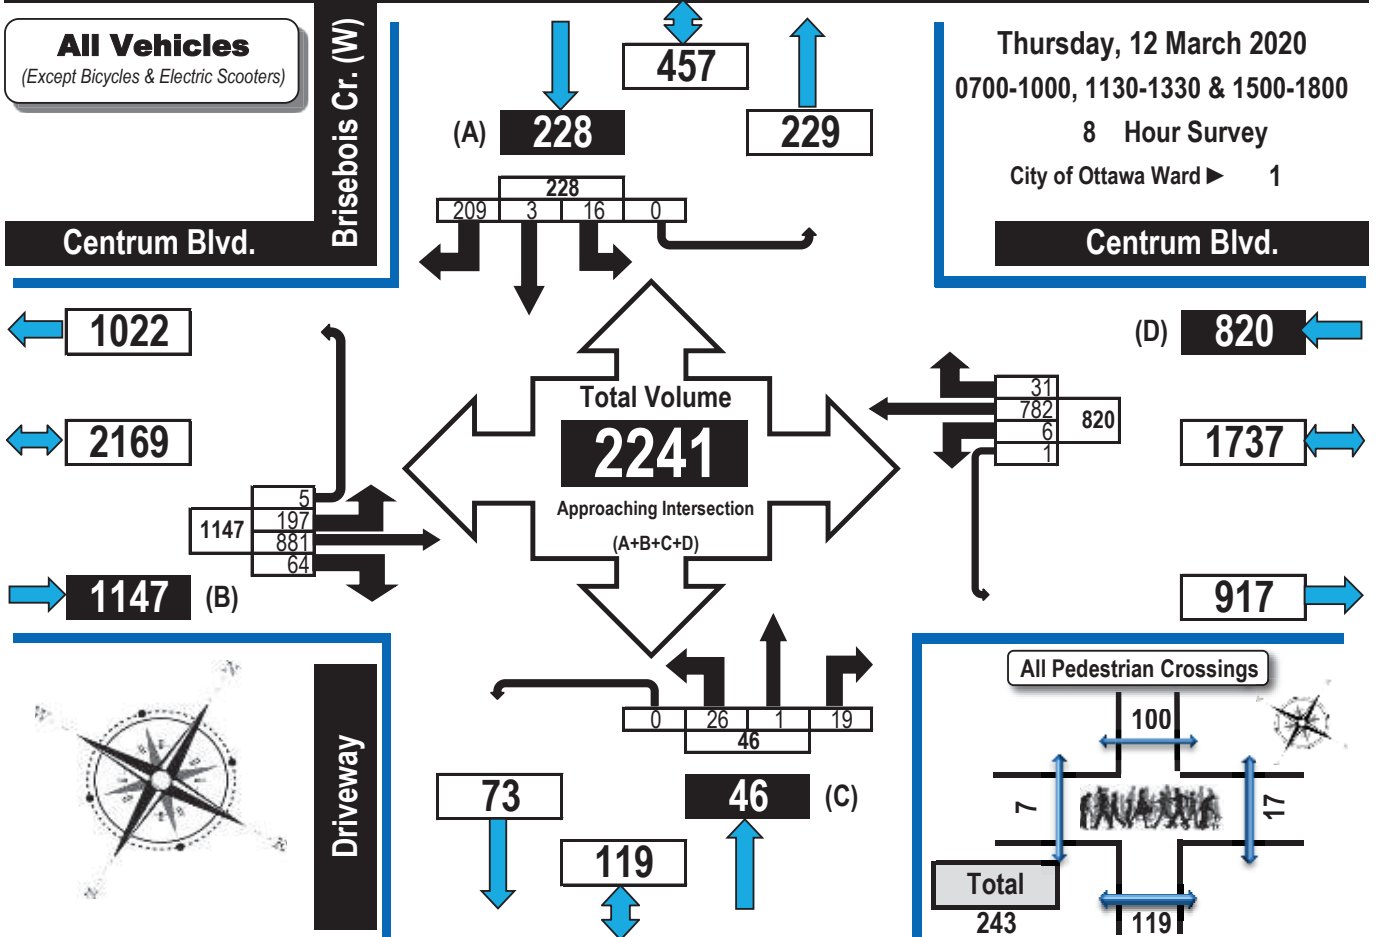 All Vehicles
(Except Bicycles & Electric Scooters)
Brisebois Cr. (W)
Centrum Blvd.
457
(A) 228
229
228
209 3 16 0
Thursday, 12 March 2020
0700-1000, 1130-1330 & 1500-1800
8 Hour Survey
City of Ottawa Ward ► 1
Centrum Blvd.
1022
2169
5
197
881
64
1147
1147 (B)
Total Volume
2241
Approaching Intersection
(A+B+C+D)
(D) 820
31
782
6
1
820
1737
917
Driveway
0 26 1 19
46
73
46 (C)
119
All Pedestrian Crossings
100
7
17
Total
243
119